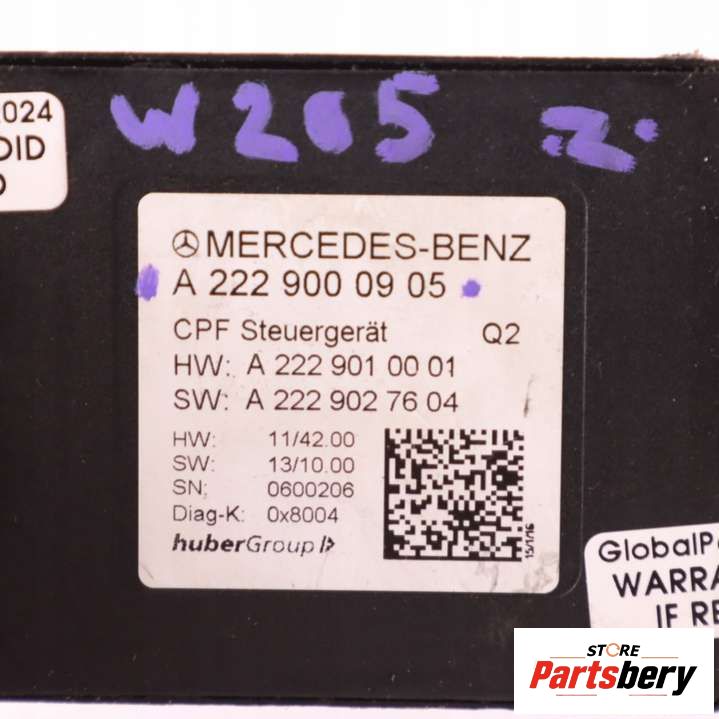 W205 Z
2024
OID
MERCEDES-BENZ
A 222 900 09 05
CPF Steuergerät Q2
HW: A 222 901 00 01
SW: A 222 902 76 04
HW: 11/42.00
SW: 13/10.00
SN: 0600206
Diag-K: 0x8004
huberGroup
15/1/16
GlobalPa
WARRA
IF RE
STORE
Partsbery